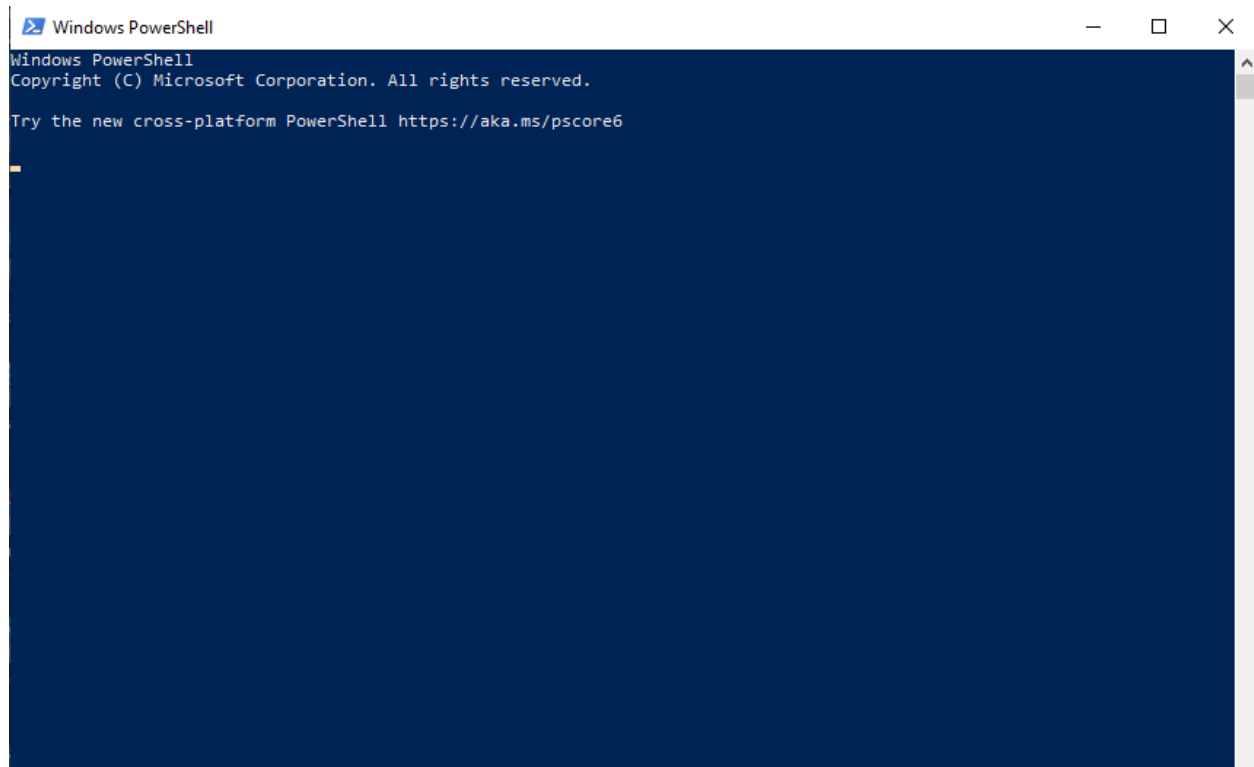 Windows PowerShell
Windows PowerShell
Copyright (C) Microsoft Corporation. All rights reserved.
Try the new cross-platform PowerShell https://aka.ms/pscore6